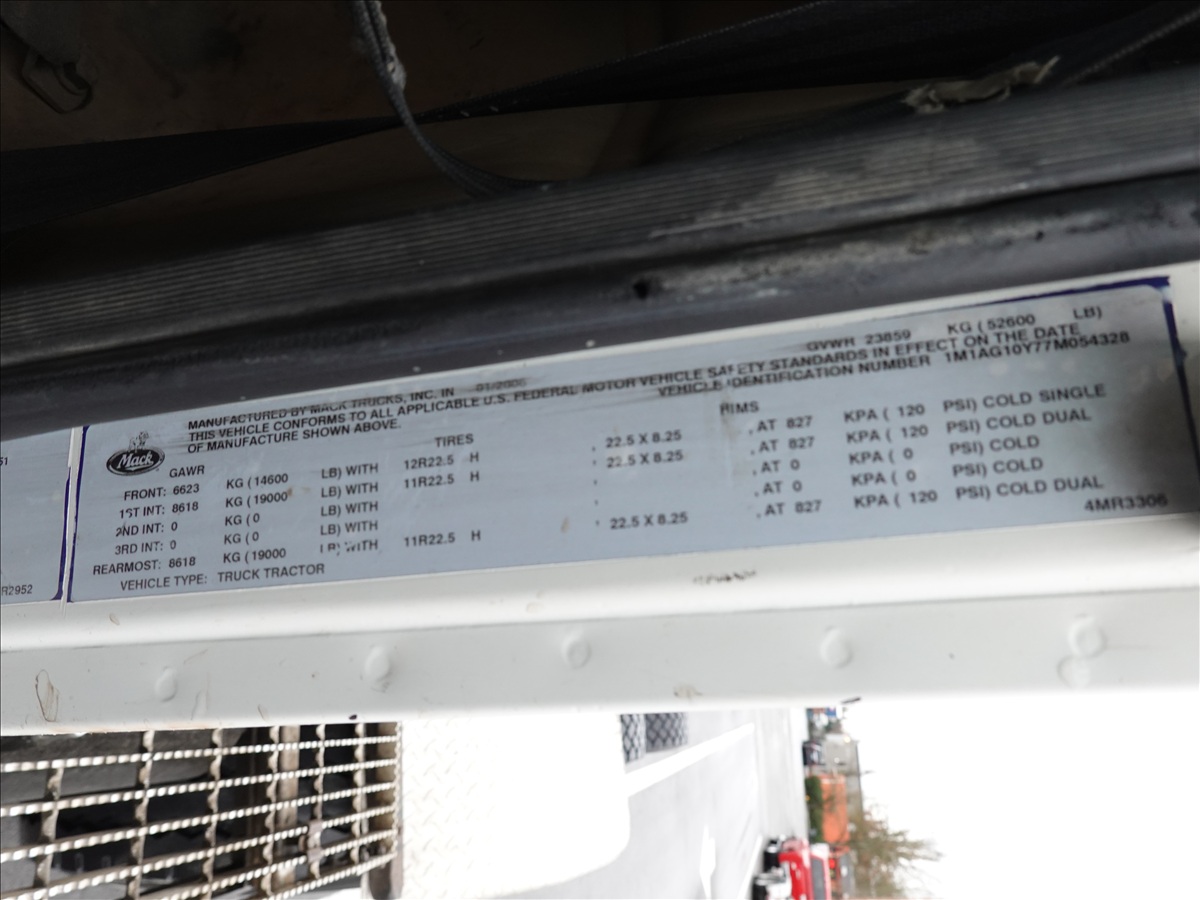 MANUFACTURED BY MACK TRUCKS, INC. IN 01/2006 GVWR 23859 KG (52600 LB)
THIS VEHICLE CONFORMS TO ALL APPLICABLE U.S. FEDERAL MOTOR VEHICLE SAFETY STANDARDS IN EFFECT ON THE DATE
OF MANUFACTURE SHOWN ABOVE. VEHICLE IDENTIFICATION NUMBER 1M1AG10Y77M054328
Mack
GAWR TIRES RIMS
FRONT: 6623 KG (14600 LB) WITH 12R22.5 H , 22.5 X 8.25 , AT 827 KPA ( 120 PSI) COLD SINGLE
1ST INT: 8618 KG (19000 LB) WITH 11R22.5 H , 22.5 X 8.25 , AT 827 KPA ( 120 PSI) COLD DUAL
2ND INT: 0 KG (0 LB) WITH , , AT 0 KPA ( 0 PSI) COLD
3RD INT: 0 KG (0 LB) WITH , , AT 0 KPA ( 0 PSI) COLD
REARMOST: 8618 KG (19000 LB) WITH 11R22.5 H , 22.5 X 8.25 , AT 827 KPA ( 120 PSI) COLD DUAL
VEHICLE TYPE: TRUCK TRACTOR 4MR3306
51
R2952